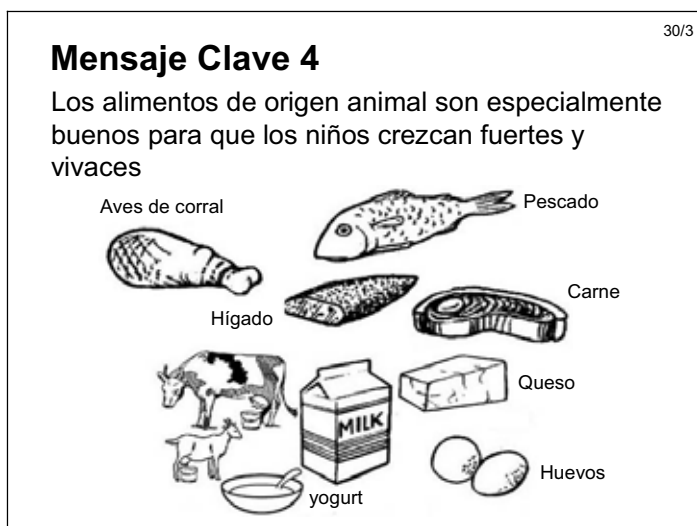 30/3
Mensaje Clave 4
Los alimentos de origen animal son especialmente
buenos para que los niños crezcan fuertes y
vivaces
Aves de corral
Pescado
Hígado
Carne
Queso
MILK
yogurt
Huevos